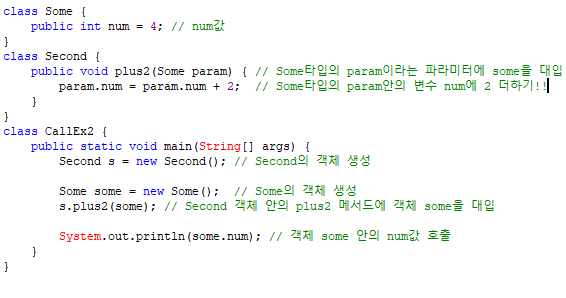 class Some {
    public int num = 4; // num값
}
class Second {
    public void plus2(Some param) { // Some타입의 param이라는 파라미터에 some을 대입
        param.num = param.num + 2;  // Some타입의 param안의 변수 num에 2 더하기!!
    }
}
class CallEx2 {
    public static void main(String[] args) {
        Second s = new Second(); // Second의 객체 생성

        Some some = new Some();  // Some의 객체 생성
        s.plus2(some); // Second 객체 안의 plus2 메서드에 객체 some을 대입

        System.out.println(some.num); // 객체 some 안의 num값 호출
    }
}